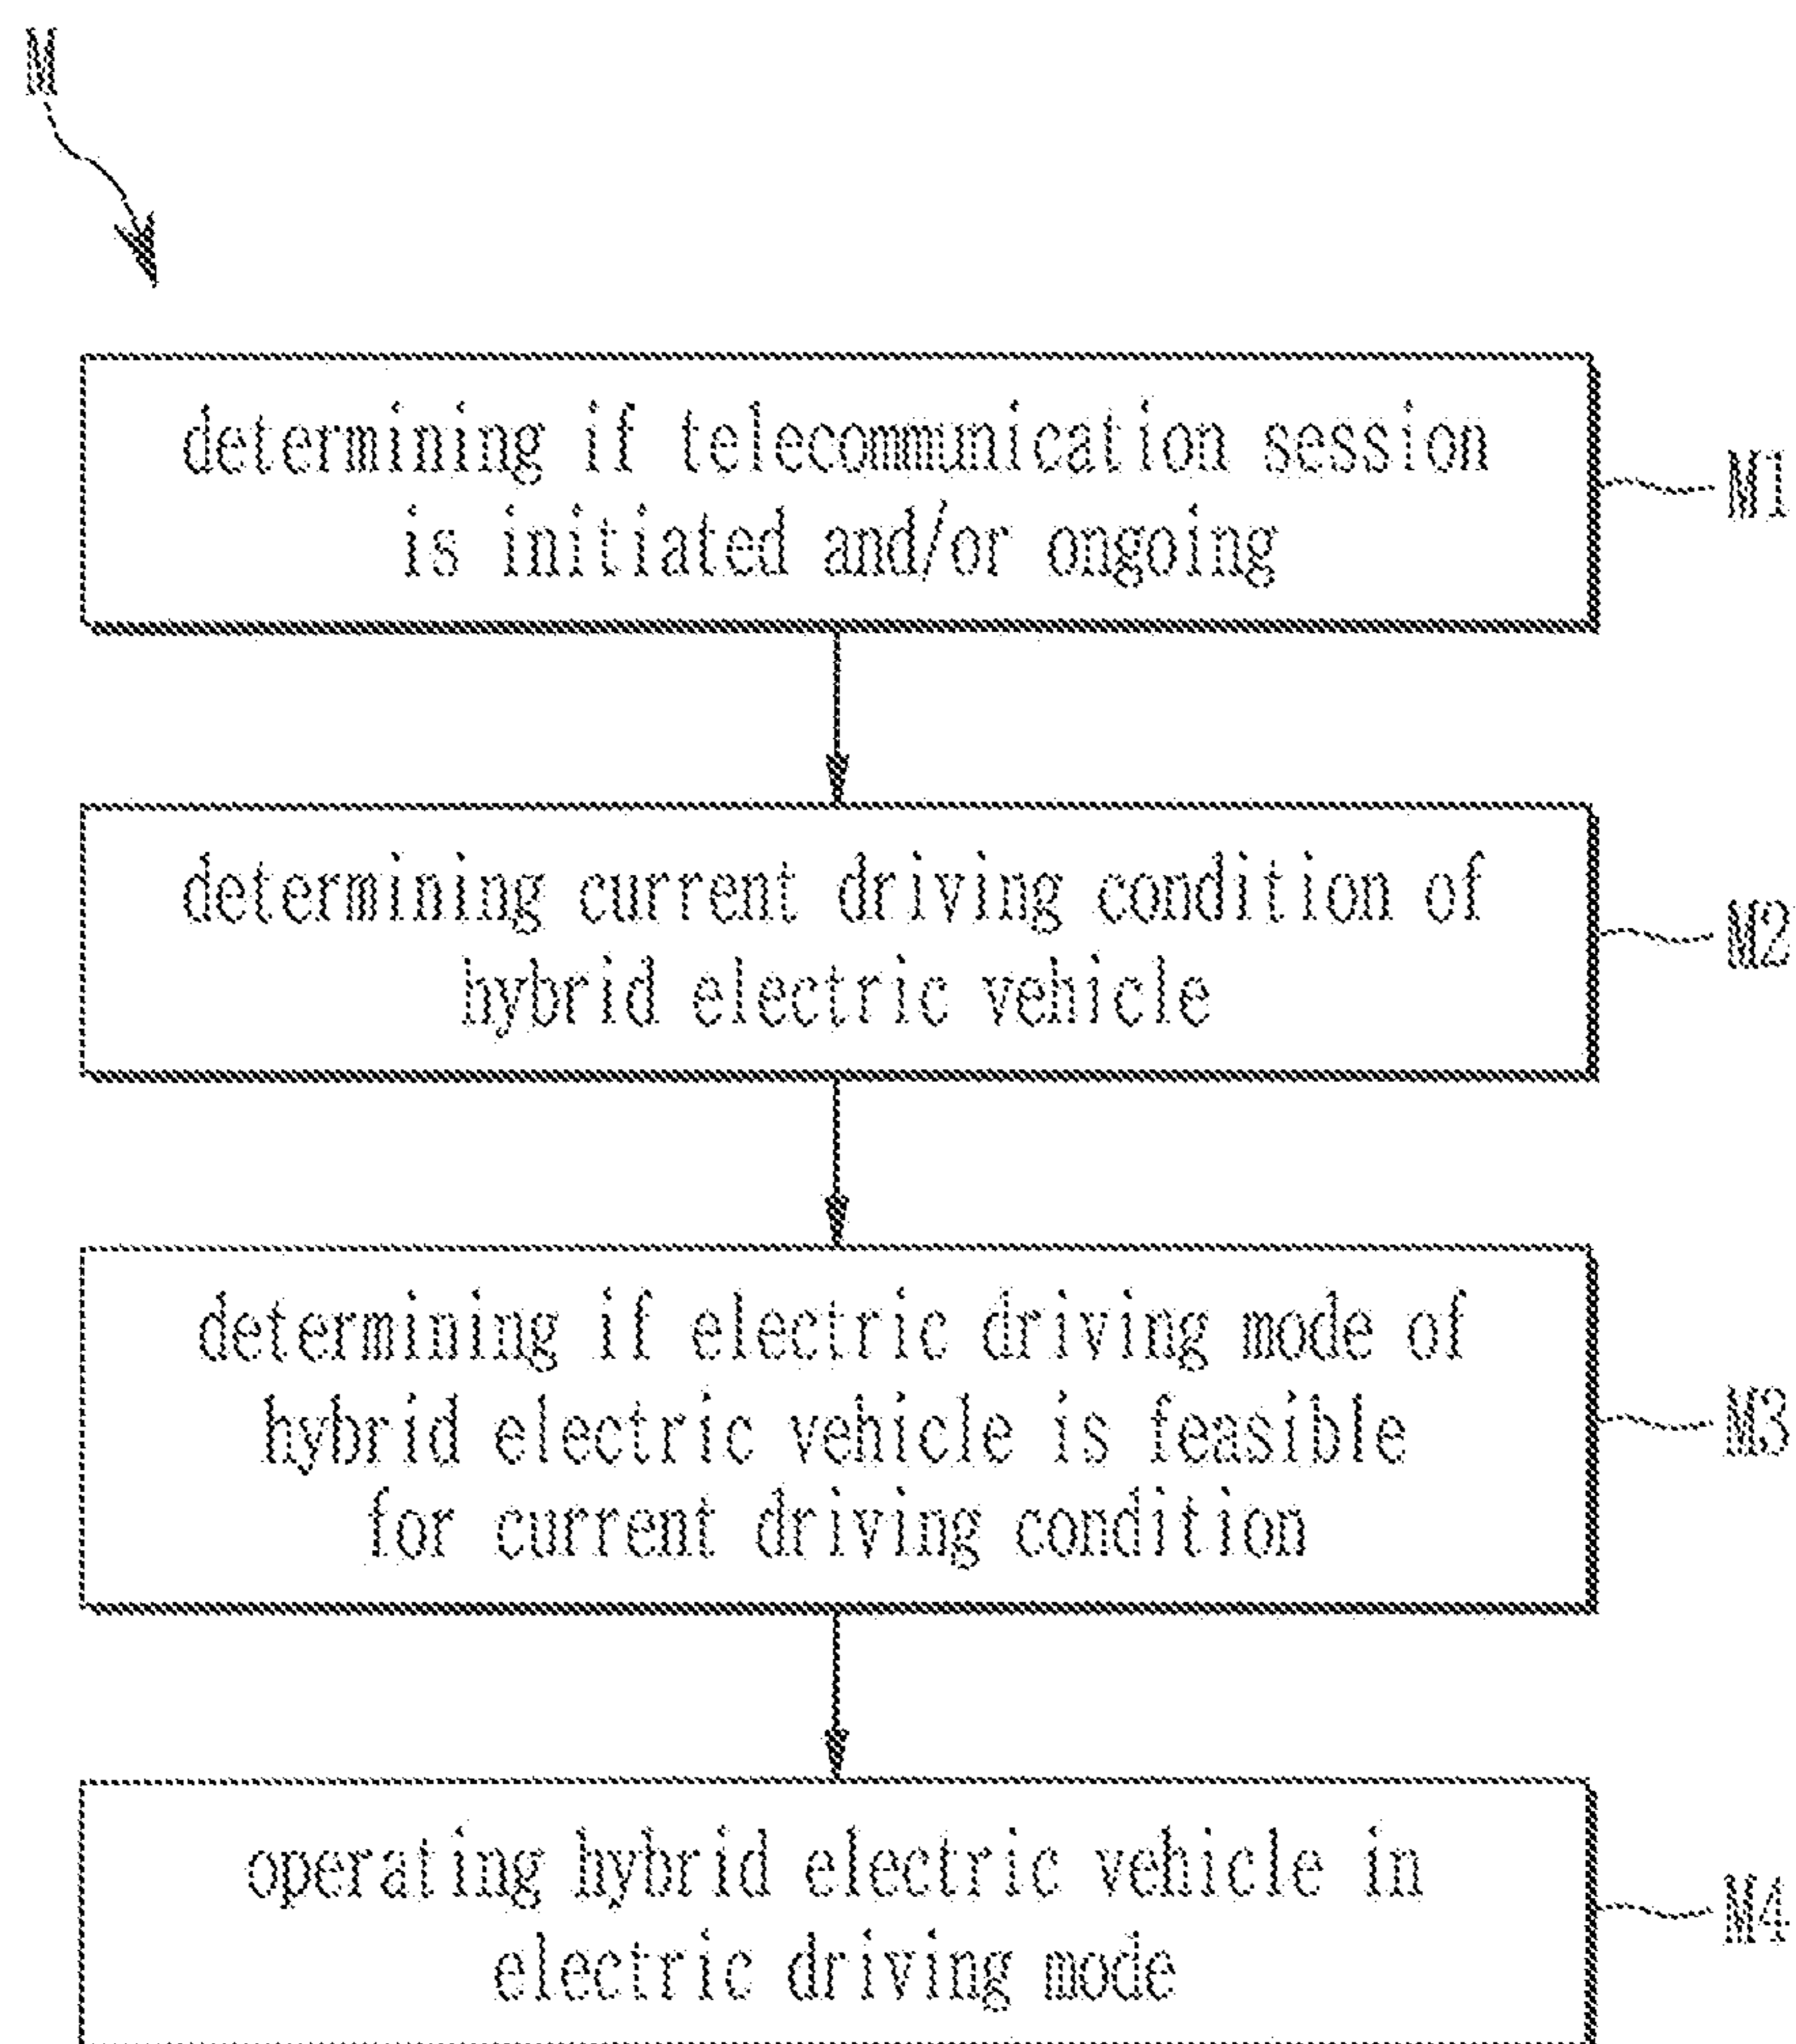 M
determining if telecommunication session
is initiated and/or ongoing
M1
determining current driving condition of
hybrid electric vehicle
M2
determining if electric driving mode of
hybrid electric vehicle is feasible
for current driving condition
M3
operating hybrid electric vehicle in
electric driving mode
M4